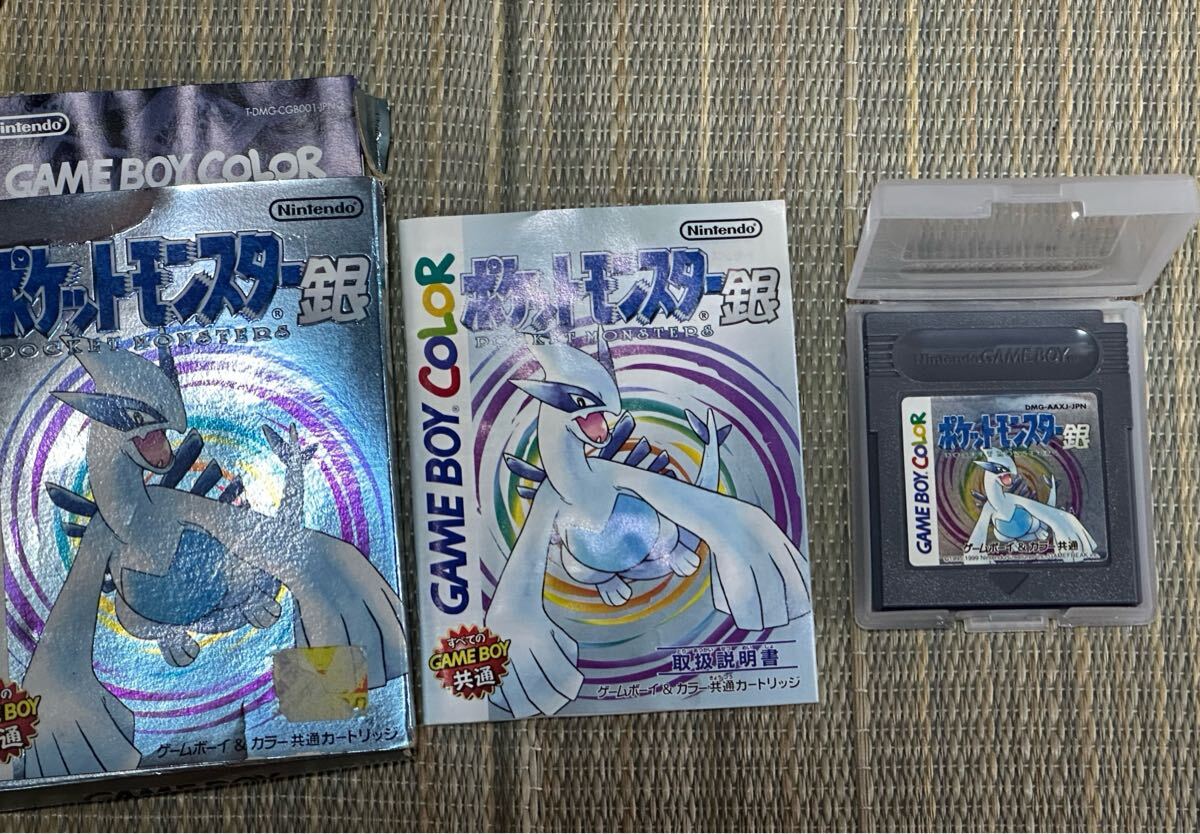 Nintendo
T-DMG-CGB001-JPN-2
GAME BOY COLOR
Nintendo
ポケットモンスター銀
POCKET MONSTERS
BOY
通
ゲームボーイ&カラー共通カートリッジ
GAME BOY
Nintendo
GAME BOY COLOR
ポケットモンスター銀
POCKET MONSTERS
すべての
GAME BOY
共通
取扱説明書
ゲームボーイ&カラー共通カートリッジ
Nintendo GAME BOY
DMG-AAXJ-JPN
GAME BOY COLOR
ポケットモンスター銀
POCKET MONSTERS
ゲームボーイ&カラー共通